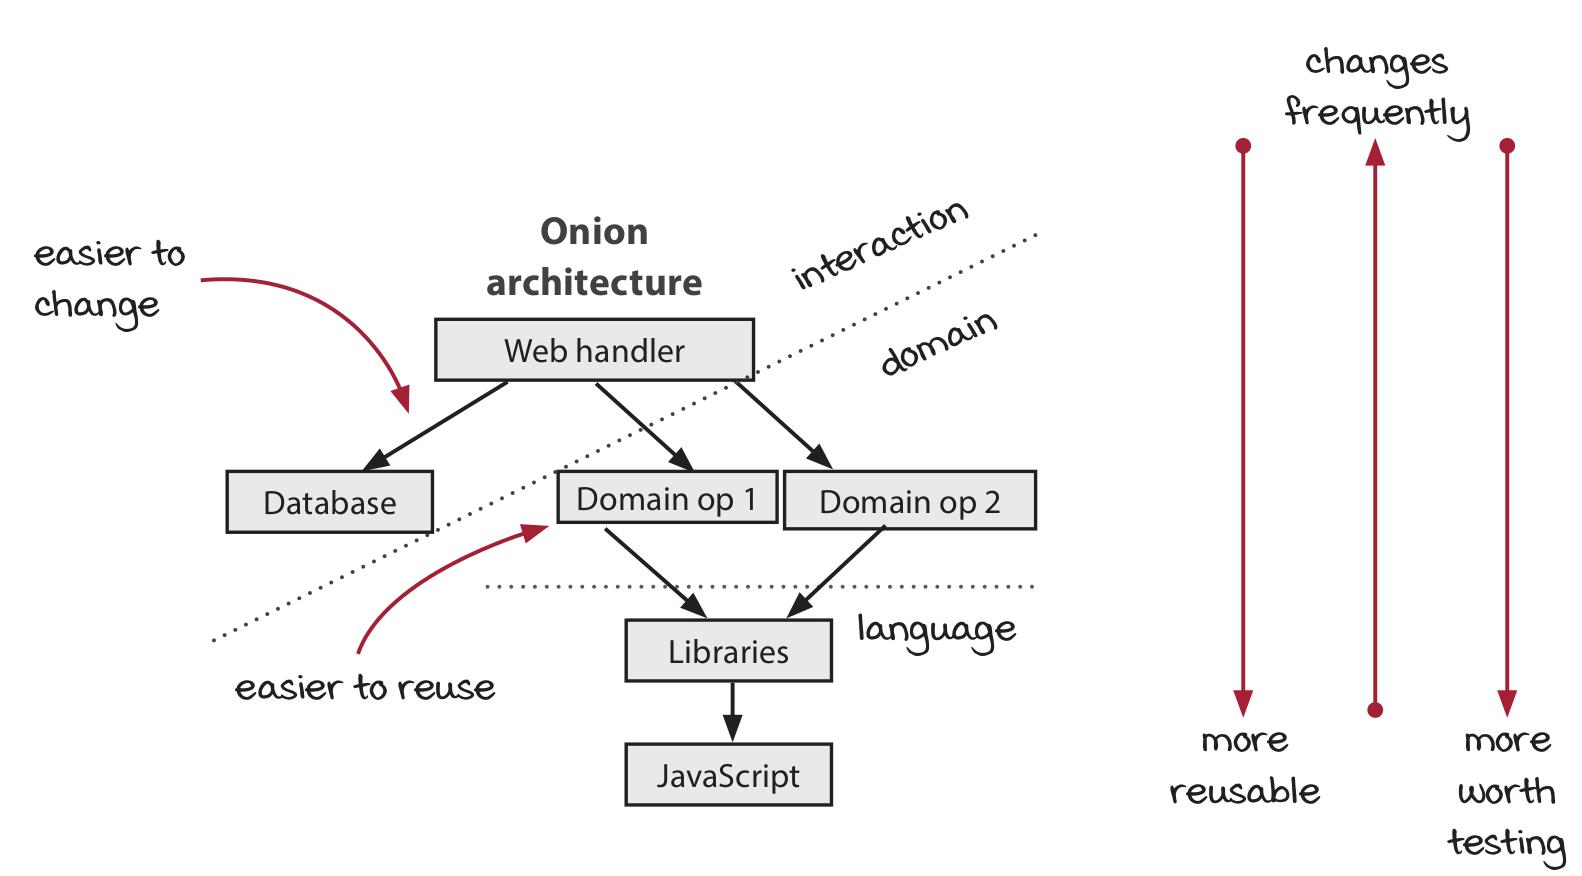 changes
frequently
easier to
change
Onion
architecture
interaction
domain
Web handler
Database
Domain op 1
Domain op 2
easier to reuse
language
Libraries
JavaScript
more
reusable
more
worth
testing